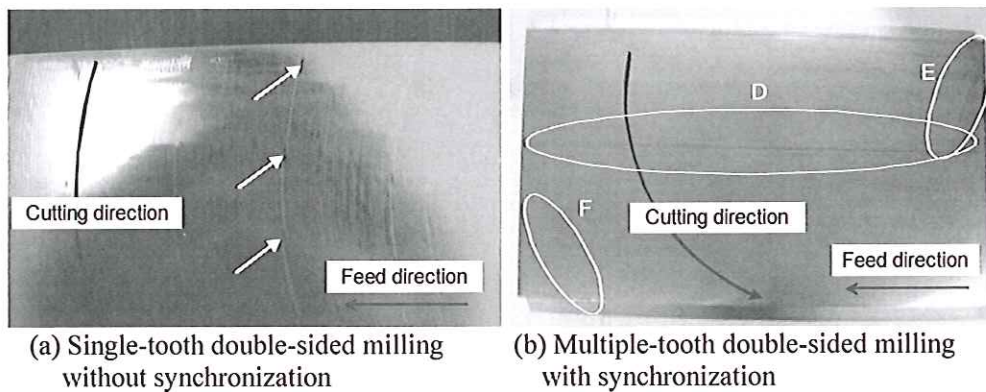 Cutting direction
Feed direction
(a) Single-tooth double-sided milling
without synchronization
D
E
F
Cutting direction
Feed direction
(b) Multiple-tooth double-sided milling
with synchronization